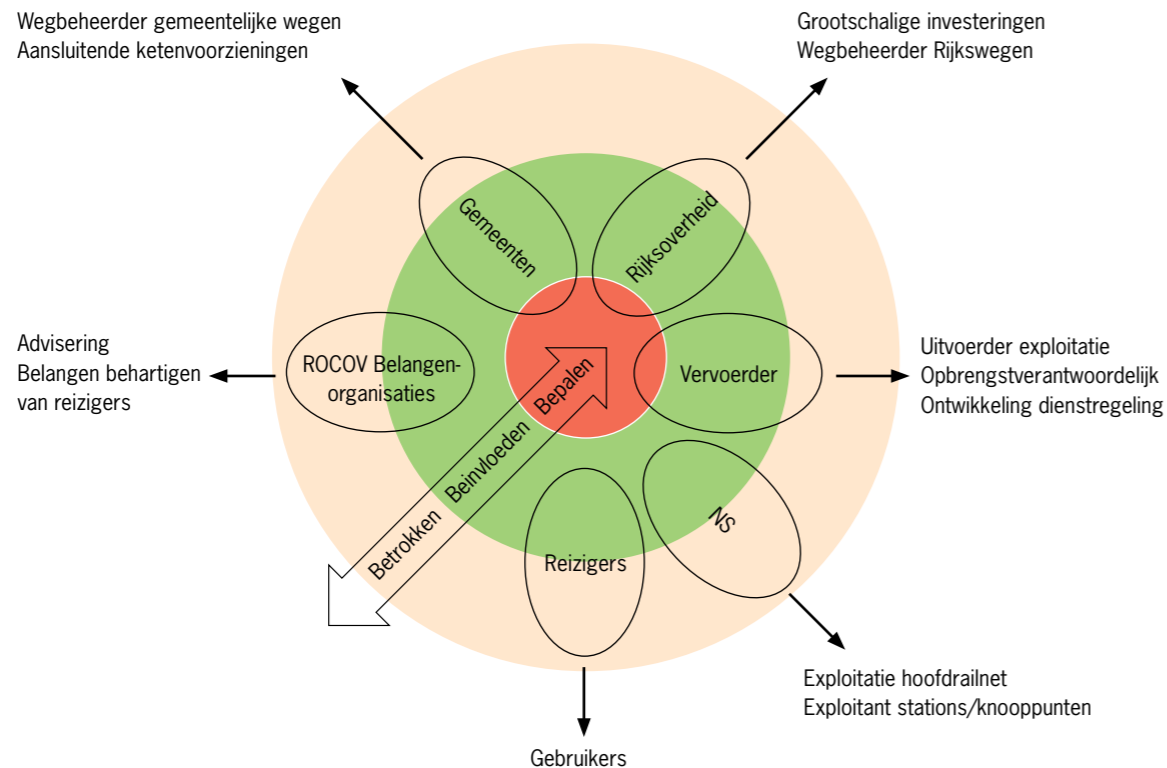 Wegbeheerder gemeentelijke wegen
Aansluitende ketenvoorzieningen
Grootschalige investeringen
Wegbeheerder Rijkswegen
Gemeenten
Rijksoverheid
Advisering
Belangen behartigen
van reizigers
ROCOV Belangen-
organisaties
Vervoerder
Uitvoerder exploitatie
Opbrengstverantwoordelijk
Ontwikkeling dienstregeling
Betrokken Beinvloeden Bepalen
NS
Reizigers
Exploitatie hoofdrailnet
Exploitant stations/knooppunten
Gebruikers